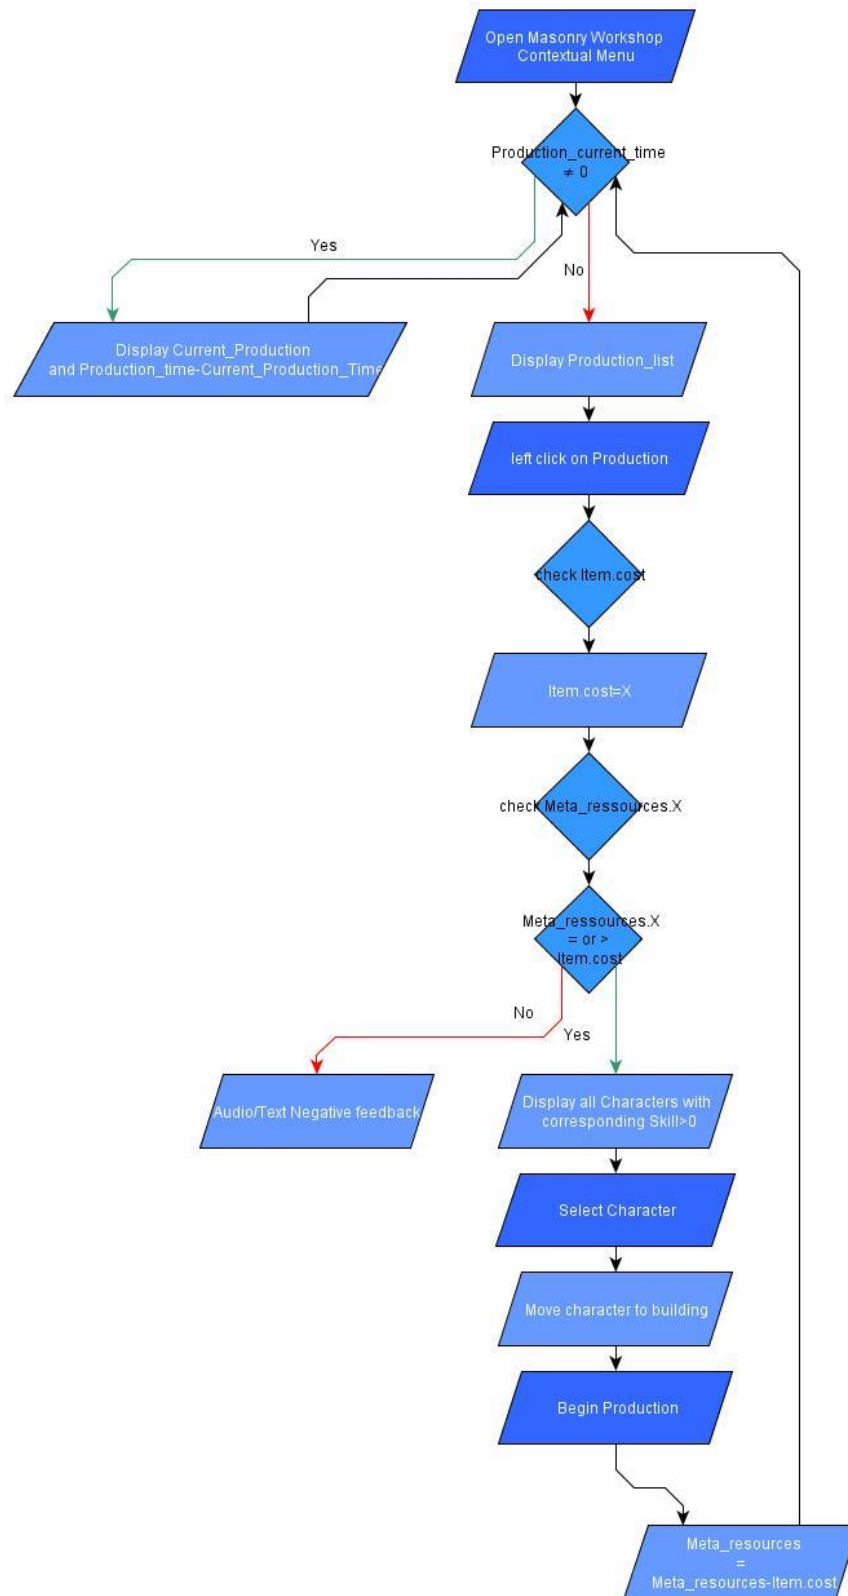 Open Masonry Workshop
Contextual Menu
Production_current_time
≠ 0
Yes
No
Display Current_Production
and Production_time-Current_Production_Time
Display Production_list
left click on Production
check Item.cost
Item.cost=X
check Meta_ressources.X
Meta_ressources.X
= or >
Item.cost
No
Yes
Audio/Text Negative feedback
Display all Characters with
corresponding Skill>0
Select Character
Move character to building
Begin Production
Meta_resources
=
Meta_resources-Item.cost